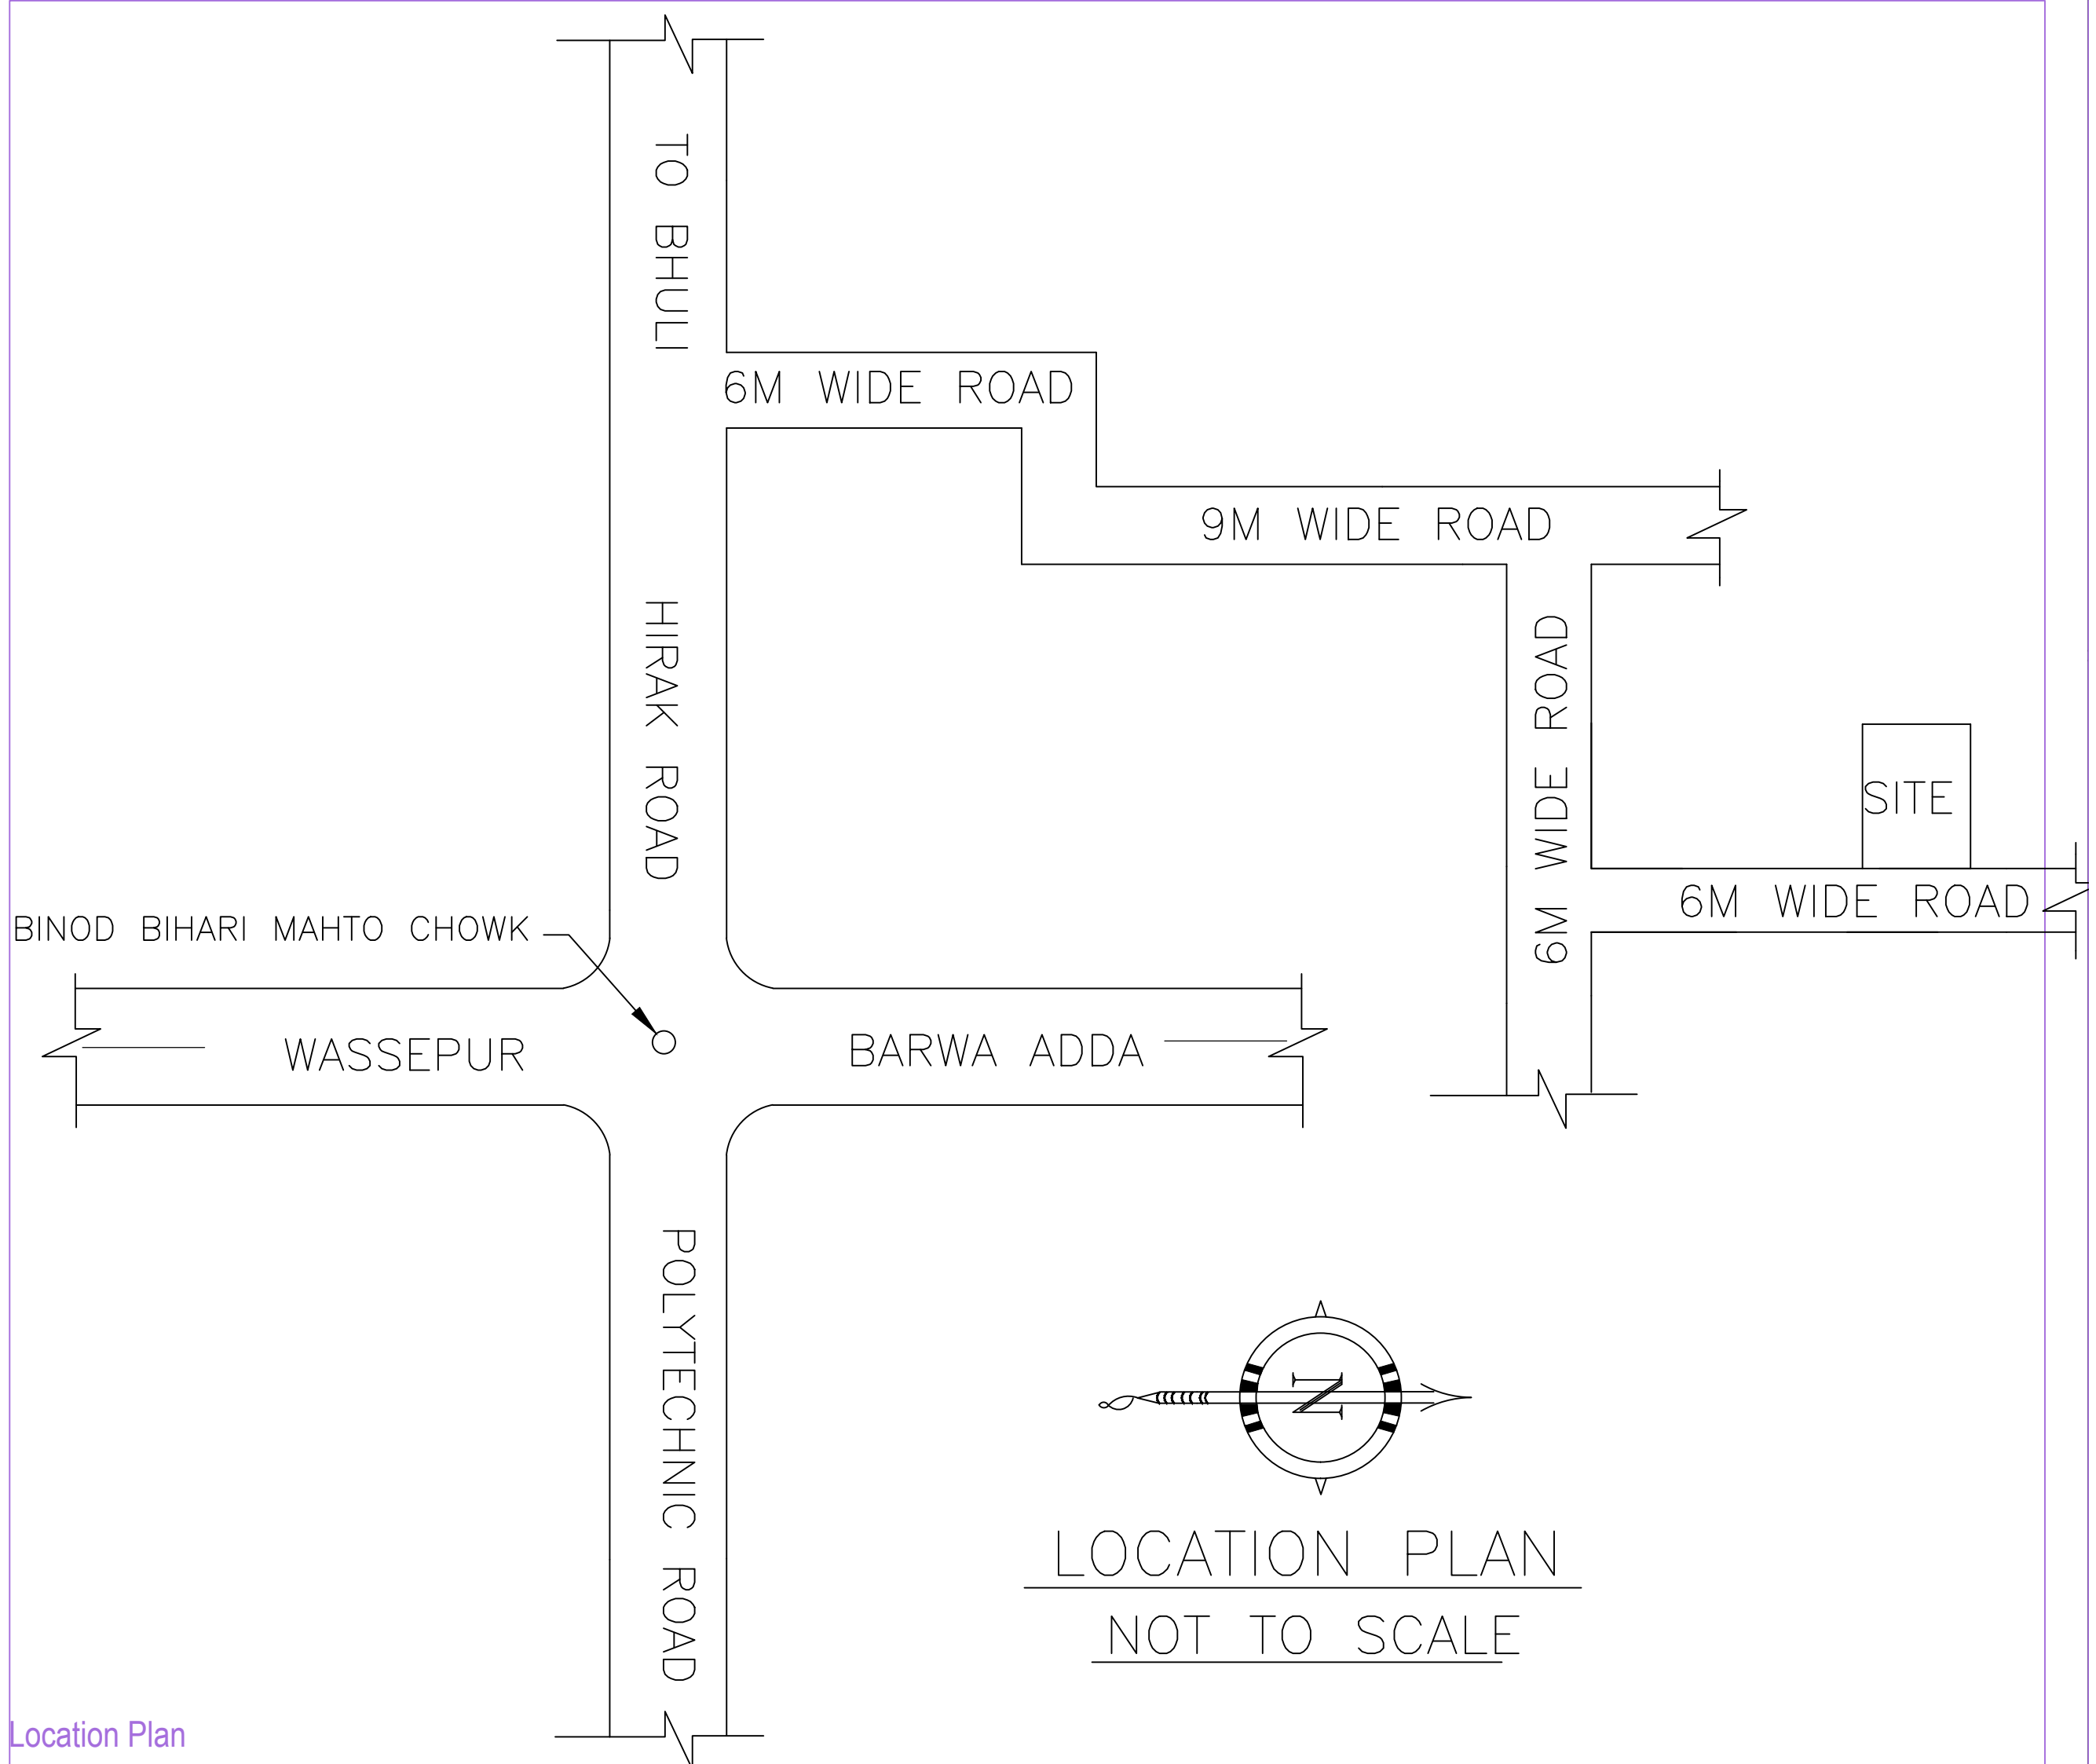 TO BHULI
6M WIDE ROAD
9M WIDE ROAD
HIRAK ROAD
6M WIDE ROAD
SITE
6M WIDE ROAD
BINOD BIHARI MAHTO CHOWK
WASSEPUR
BARWA ADDA
POLYTECHNIC ROAD
N
LOCATION PLAN
NOT TO SCALE
Location Plan